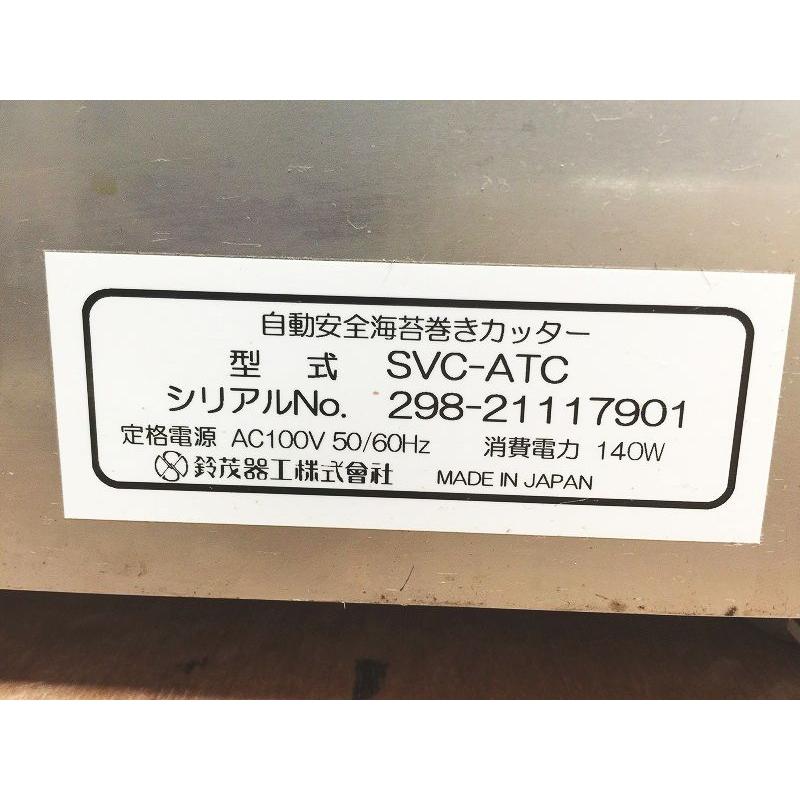 自動安全海苔巻きカッター
型 式 SVC-ATC
シリアルNo. 298-21117901
定格電源 AC100V 50/60Hz 消費電力 140W
鈴茂器工株式會社 MADE IN JAPAN